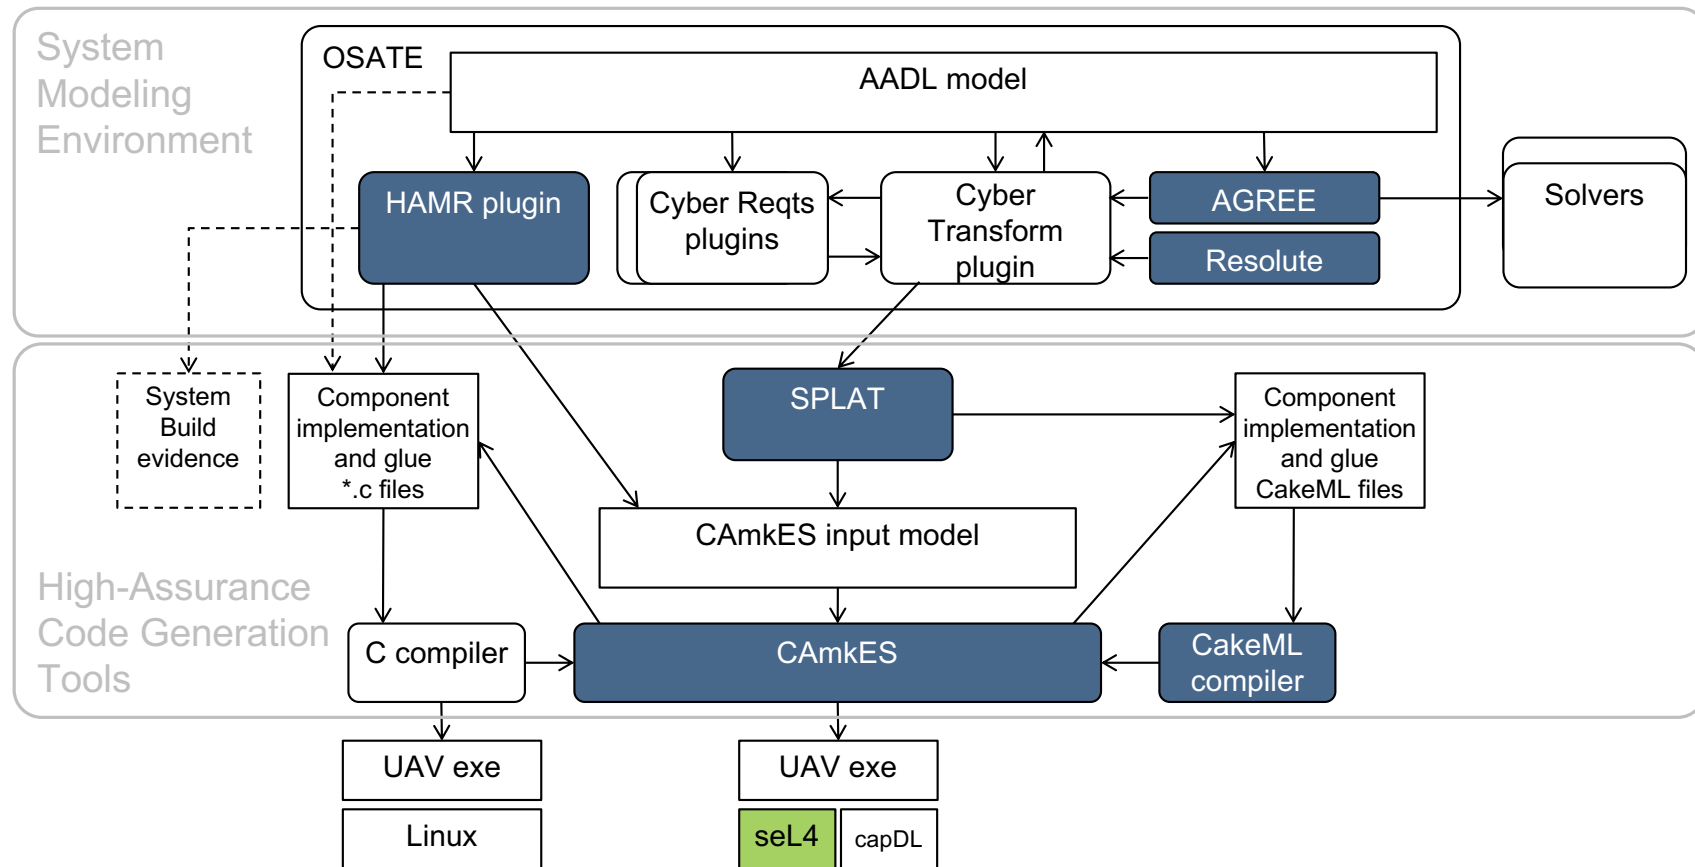 System
Modeling
Environment
OSATE
AADL model
HAMR plugin
Cyber Reqts
plugins
Cyber
Transform
plugin
AGREE
Resolute
Solvers
System
Build
evidence
Component
implementation
and glue
*.c files
SPLAT
Component
implementation
and glue
CakeML files
CAmkES input model
High-Assurance
Code Generation
Tools
C compiler
CAmkES
CakeML
compiler
UAV exe
UAV exe
Linux
seL4
capDL